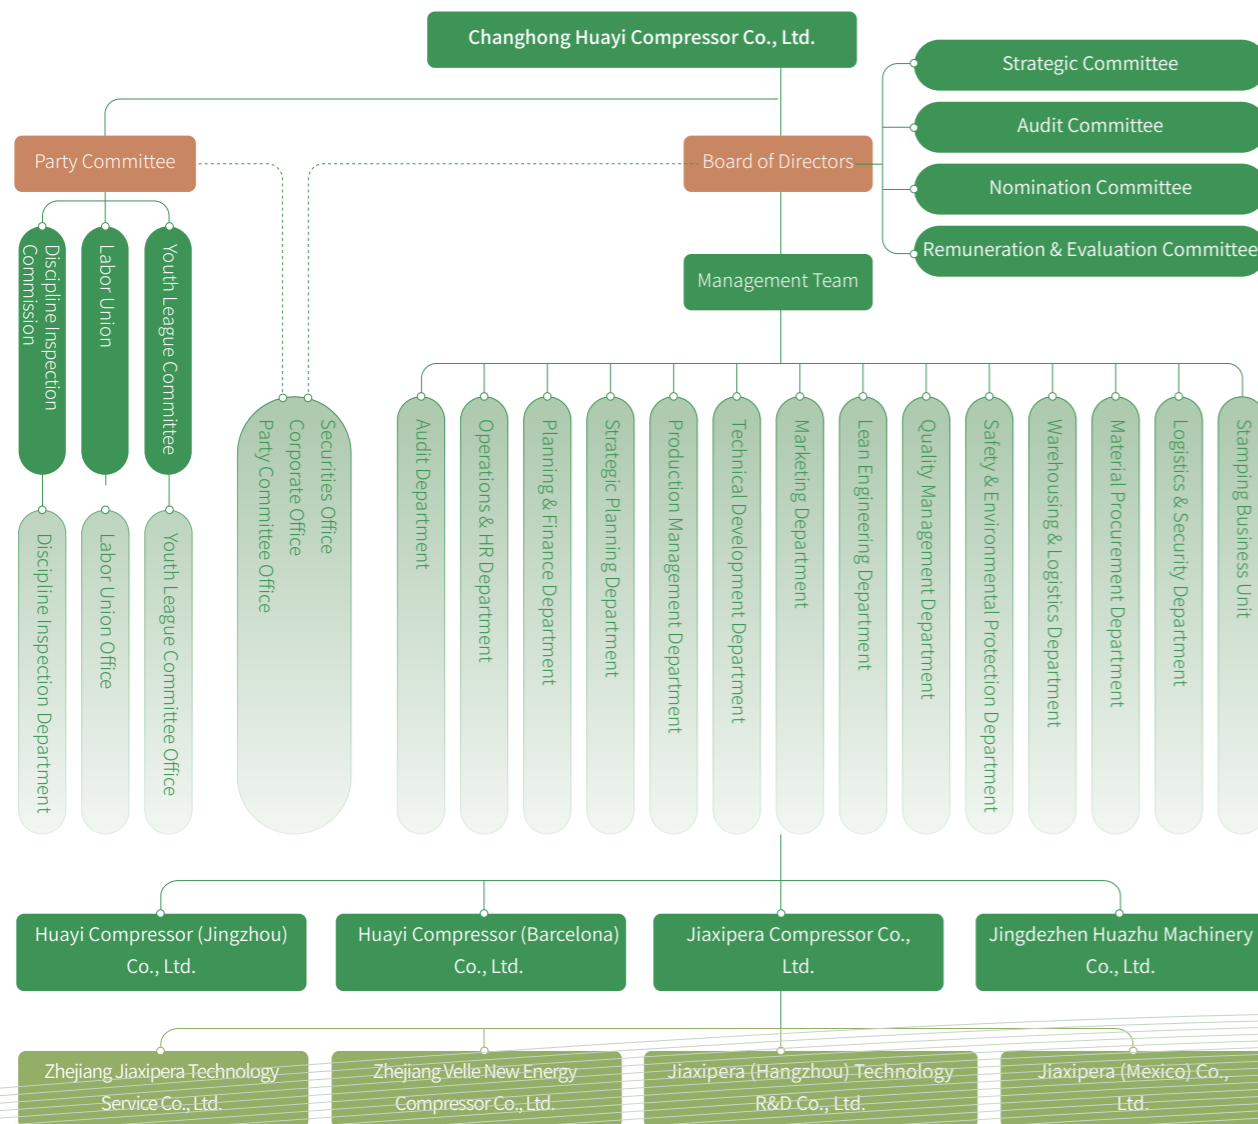 Changhong Huayi Compressor Co., Ltd.
Strategic Committee
Audit Committee
Nomination Committee
Remuneration & Evaluation Committee
Party Committee
Board of Directors
Management Team
Discipline Inspection
Commission
Labor Union
Youth League Committee
Discipline Inspection Department
Labor Union Office
Youth League Committee Office
Securities Office
Corporate Office
Party Committee Office
Audit Department
Operations & HR Department
Planning & Finance Department
Strategic Planning Department
Production Management Department
Technical Development Department
Marketing Department
Lean Engineering Department
Quality Management Department
Safety & Environmental Protection Department
Warehousing & Logistics Department
Material Procurement Department
Logistics & Security Department
Stamping Business Unit
Huayi Compressor (Jingzhou)
Co., Ltd.
Huayi Compressor (Barcelona)
Co., Ltd.
Jiaxipera Compressor Co.,
Ltd.
Jingdezhen Huazhu Machinery
Co., Ltd.
Zhejiang Jiaxipera Technology
Service Co., Ltd.
Zhejiang Velle New Energy
Compressor Co., Ltd.
Jiaxipera (Hangzhou) Technology
R&D Co., Ltd.
Jiaxipera (Mexico) Co.,
Ltd.